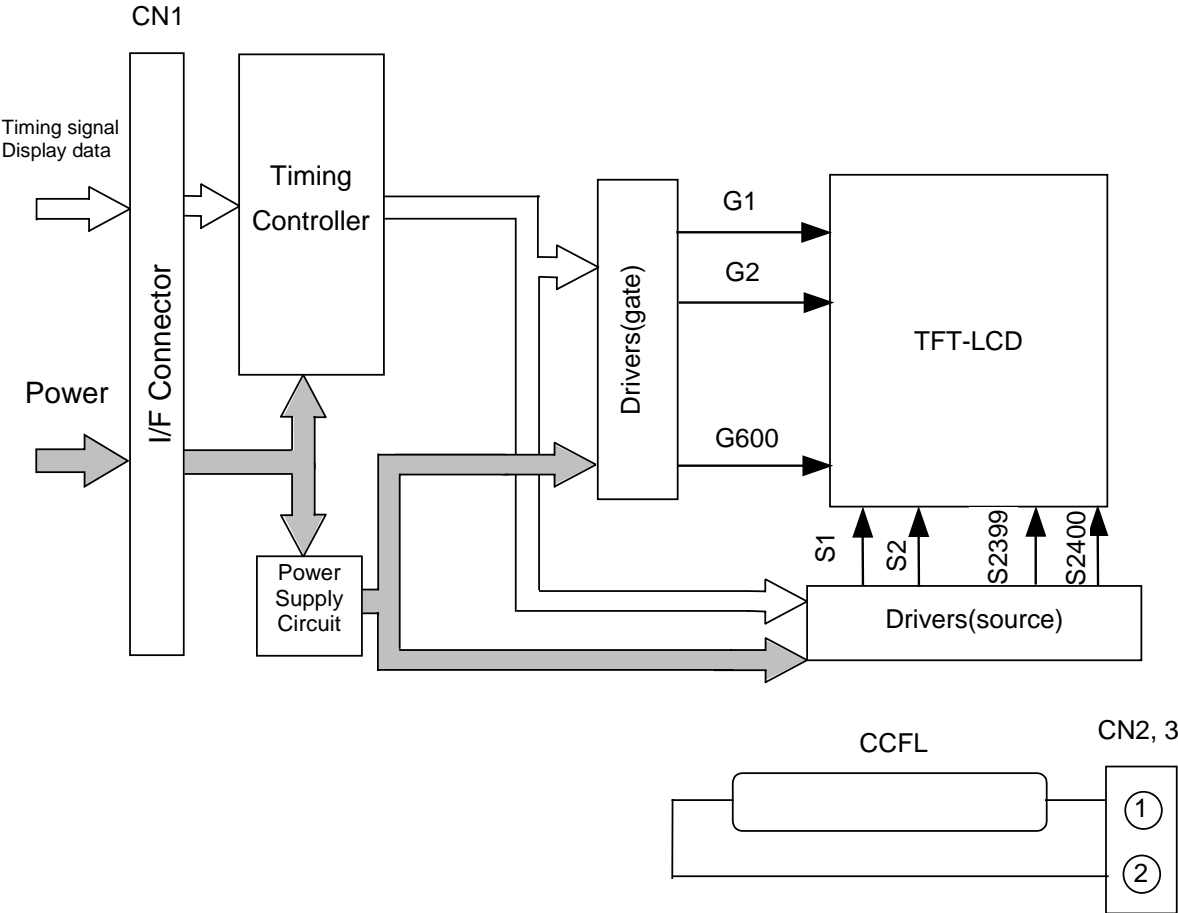 CN1
Timing signal
Display data
Power
I/F Connector
Timing
Controller
Power
Supply
Circuit
Drivers(gate)
G1
G2
G600
TFT-LCD
S1
S2
S2399
S2400
Drivers(source)
CCFL
CN2, 3
1
2